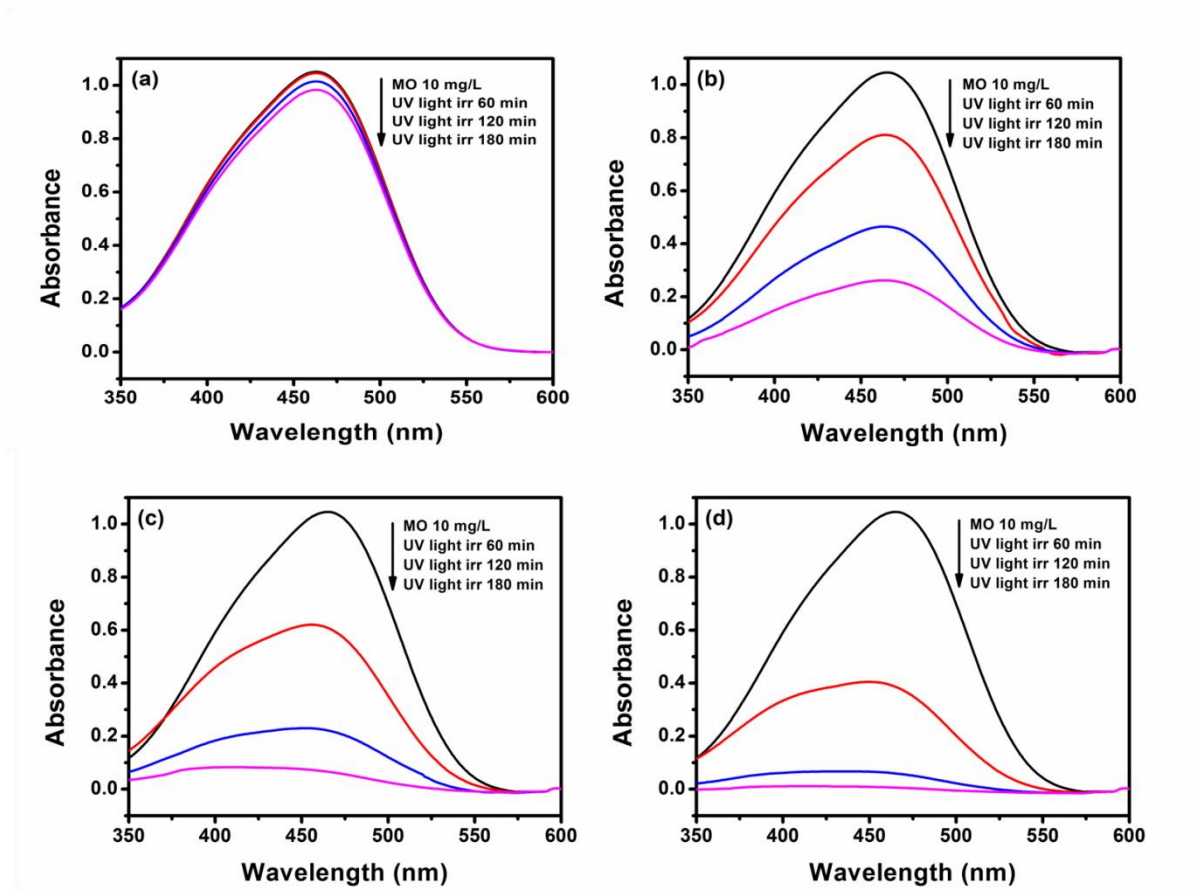 (a)
MO 10 mg/L
UV light irr 60 min
UV light irr 120 min
UV light irr 180 min
1.0
0.8
0.6
0.4
0.2
0.0
Absorbance
350 400 450 500 550 600
Wavelength (nm)
(b)
MO 10 mg/L
UV light irr 60 min
UV light irr 120 min
UV light irr 180 min
1.0
0.8
0.6
0.4
0.2
0.0
Absorbance
350 400 450 500 550 600
Wavelength (nm)
(c)
MO 10 mg/L
UV light irr 60 min
UV light irr 120 min
UV light irr 180 min
1.0
0.8
0.6
0.4
0.2
0.0
Absorbance
350 400 450 500 550 600
Wavelength (nm)
(d)
MO 10 mg/L
UV light irr 60 min
UV light irr 120 min
UV light irr 180 min
1.0
0.8
0.6
0.4
0.2
0.0
Absorbance
350 400 450 500 550 600
Wavelength (nm)